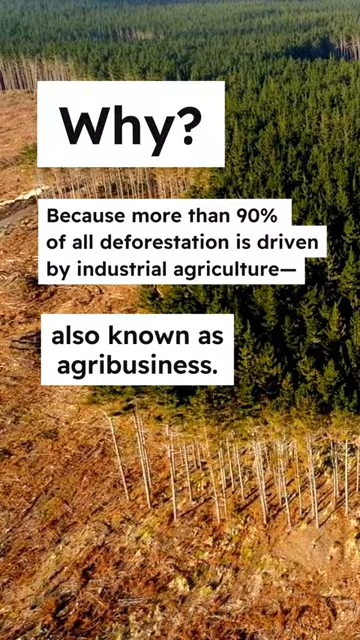 Why?
Because more than 90%
of all deforestation is driven
by industrial agriculture—
also known as
agribusiness.